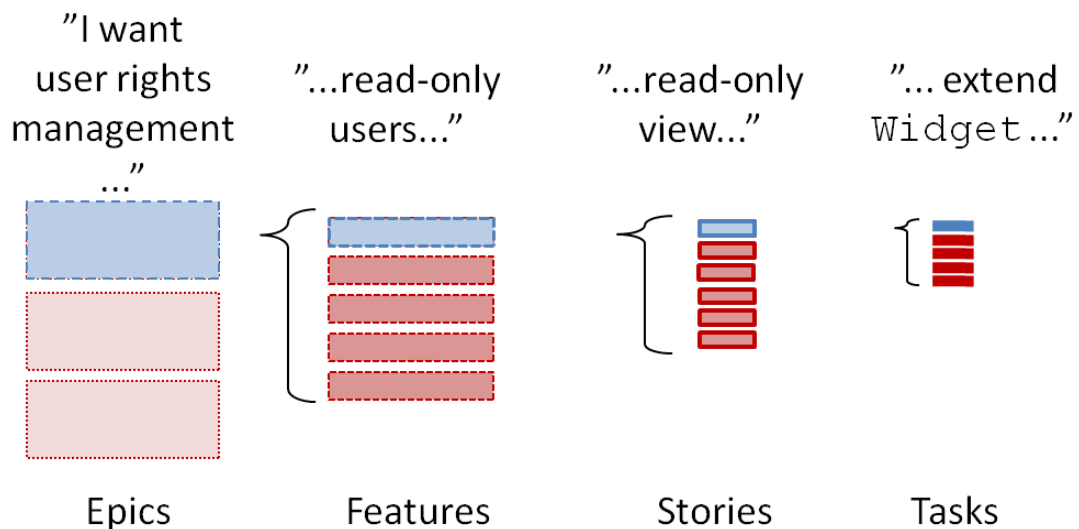 ”I want
user rights
management
...”
”...read-only
users...”
”...read-only
view...”
”... extend
Widget ...”
Epics
Features
Stories
Tasks